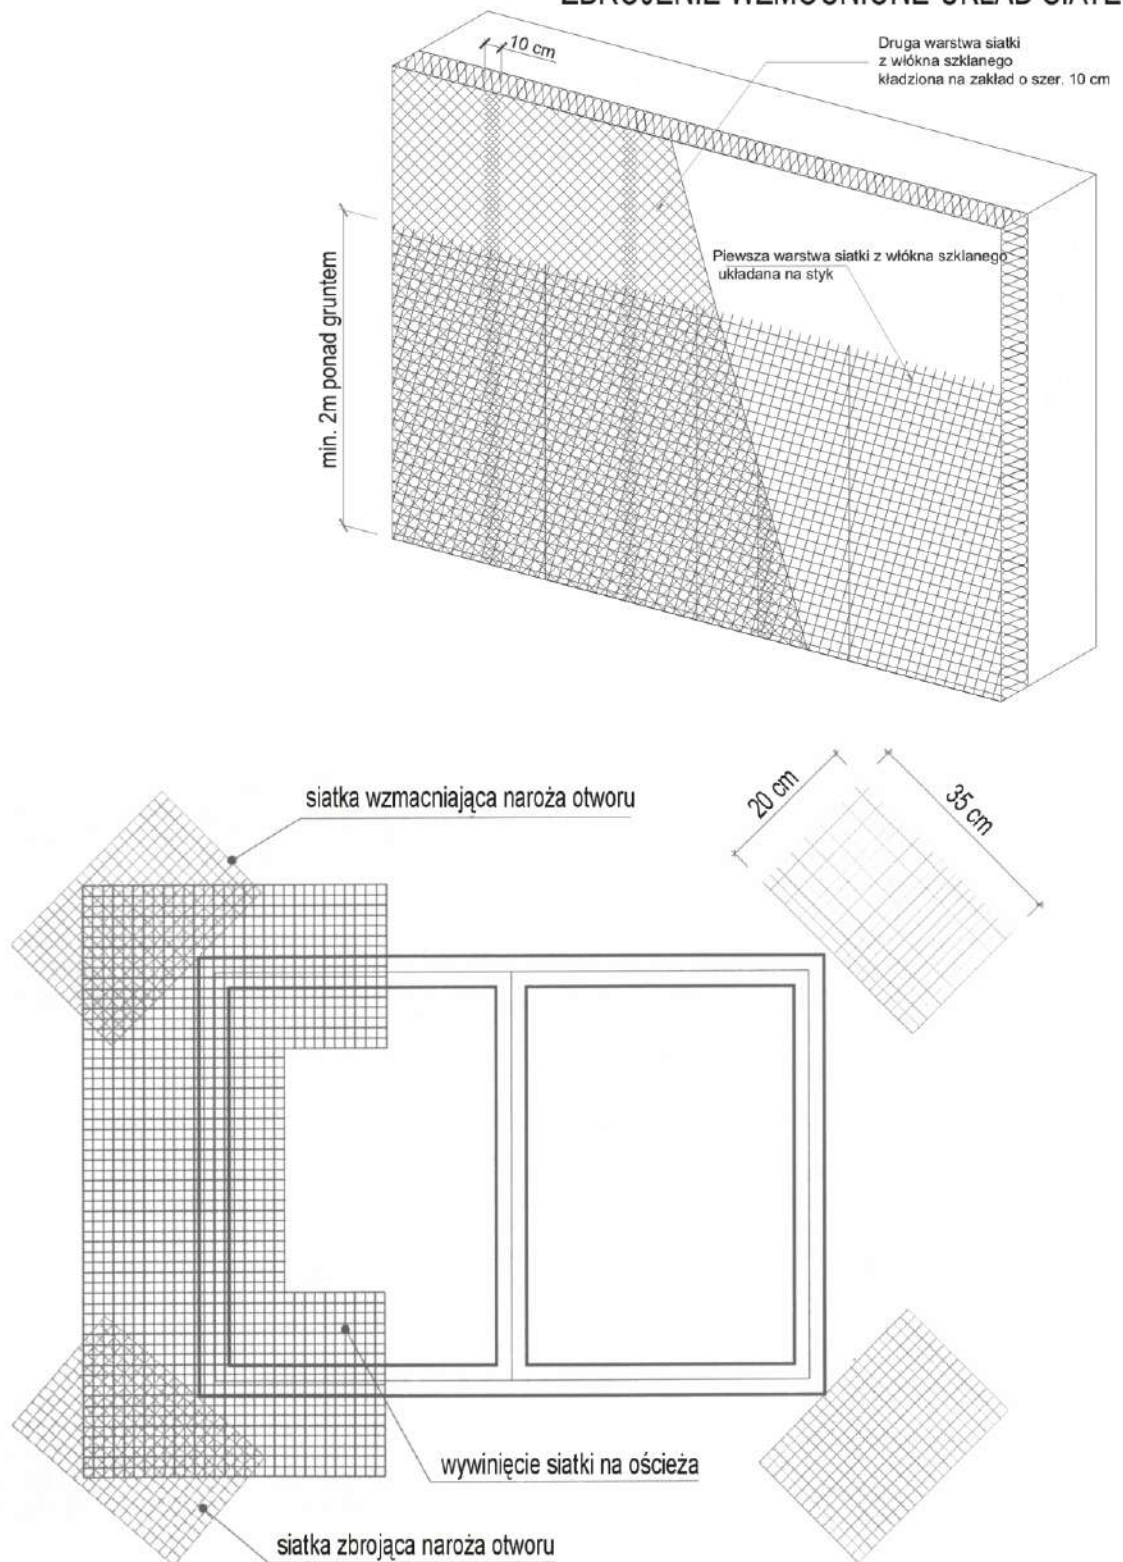 10 cm
Druga warstwa siatki
z włókna szklanego
kładziona na zakład o szer. 10 cm
Piewsza warstwa siatki z włókna szklanego
układana na styk
min. 2m ponad gruntem
siatka wzmacniająca naroża otworu
20 cm
35 cm
wywinięcie siatki na ościeża
siatka zbrojąca naroża otworu